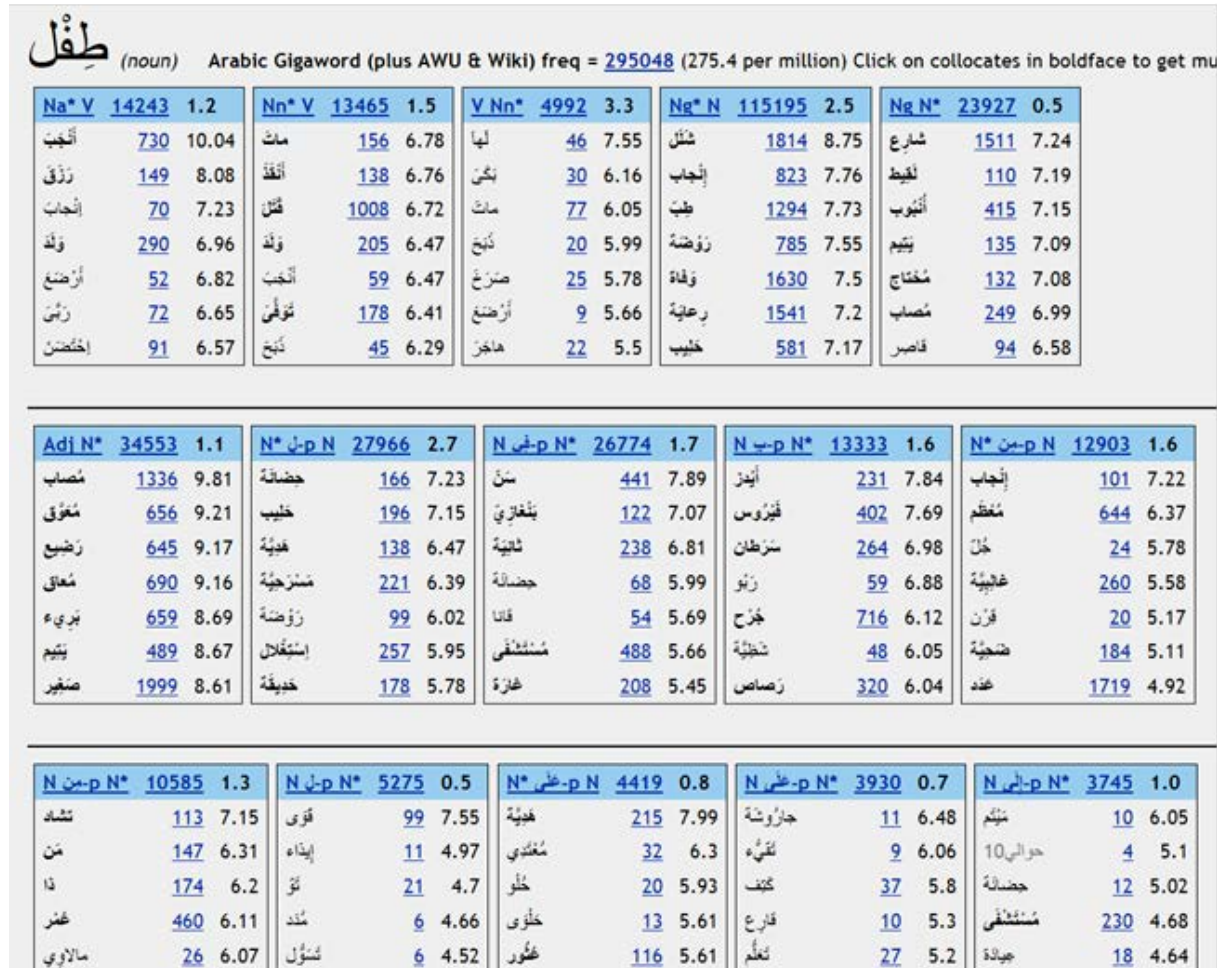 طِفْل (noun) Arabic Gigaword (plus AWU & Wiki) freq = 295048 (275.4 per million) Click on collocates in boldface to get mu
Na* V 14243 1.2 Nn* V 13465 1.5 V Nn* 4992 3.3 Ng* N 115195 2.5 Ng N* 23927 0.5
أَنْجَبَ 730 10.04 ماتَ 156 6.78 لَها 46 7.55 شَلَل 1814 8.75 شارِع 1511 7.24
رَزَقَ 149 8.08 أَنْقَذَ 138 6.76 بَكَى 30 6.16 إِنْجاب 823 7.76 لَقِيط 110 7.19
إِنْجابَ 70 7.23 قَتَلَ 1008 6.72 ماتَ 77 6.05 طِبّ 1294 7.73 أُنْبُوب 415 7.15
وَلَدَ 290 6.96 وَلَدَ 205 6.47 ذَبَحَ 20 5.99 رَوْضَة 785 7.55 يَتِيم 135 7.09
أَرْضَعَ 52 6.82 أَنْجَبَ 59 6.47 صَرَخَ 25 5.78 وَفاة 1630 7.5 مُحْتاج 132 7.08
رَبَّى 72 6.65 تَوَفَّى 178 6.41 أَرْضَعَ 9 5.66 رِعايَة 1541 7.2 مُصاب 249 6.99
إِحْتَضَنَ 91 6.57 ذَبَحَ 45 6.29 هاجَرَ 22 5.5 حَلِيب 581 7.17 قاصِر 94 6.58
Adj N* 34553 1.1 N* ل-p N 27966 2.7 N في-p N* 26774 1.7 N ب-p N* 13333 1.6 N* من-p N 12903 1.6
مُصاب 1336 9.81 حِضانَة 166 7.23 سَنّ 441 7.89 أَيْدز 231 7.84 إِنْجاب 101 7.22
مُعَوَّق 656 9.21 حَلِيب 196 7.15 بَنْغازِيّ 122 7.07 فَيْرُوس 402 7.69 مُعْظَم 644 6.37
رَضِيع 645 9.17 هَدِيَّة 138 6.47 ثانِيَة 238 6.81 سَرَطان 264 6.98 جُلّ 24 5.78
مُعاق 690 9.16 مَسْرَحِيَّة 221 6.39 حِضانَة 68 5.99 رَبْو 59 6.88 غالِبِيَّة 260 5.58
بَرِيء 659 8.69 رَوْضَة 99 6.02 قانا 54 5.69 جُرْح 716 6.12 قَرْن 20 5.17
يَتِيم 489 8.67 إِسْتِغْلال 257 5.95 مُسْتَشْفَى 488 5.66 شَظِيَّة 48 6.05 ضَحِيَّة 184 5.11
صَغِير 1999 8.61 حَدِيقَة 178 5.78 غارَة 208 5.45 رَصاص 320 6.04 عَدَد 1719 4.92
N من-p N* 10585 1.3 N ل-p N* 5275 0.5 N* عَلَى-p N 4419 0.8 N عَلَى-p N* 3930 0.7 N إِلَى-p N* 3745 1.0
تشاد 113 7.15 قَوَى 99 7.55 هَدِيَّة 215 7.99 جارُوشَة 11 6.48 مَيْتَم 10 6.05
مَن 147 6.31 إِيذاء 11 4.97 مُعْتَدِي 32 6.3 تَقَيُّء 9 6.06 حوالي10 4 5.1
ذا 174 6.2 تَوّ 21 4.7 حُلْو 20 5.93 كَتِف 37 5.8 حِضانَة 12 5.02
عُمْر 460 6.11 6 4.66 حَلْوَى 13 5.61 قارِع 10 5.3 مُسْتَشْفَى 230 4.68
مالاوِي 26 6.07 تَسَوُّل 6 4.52 عُثُور 116 5.61 تَعَلُّم 27 5.2 عِيادَة 18 4.64